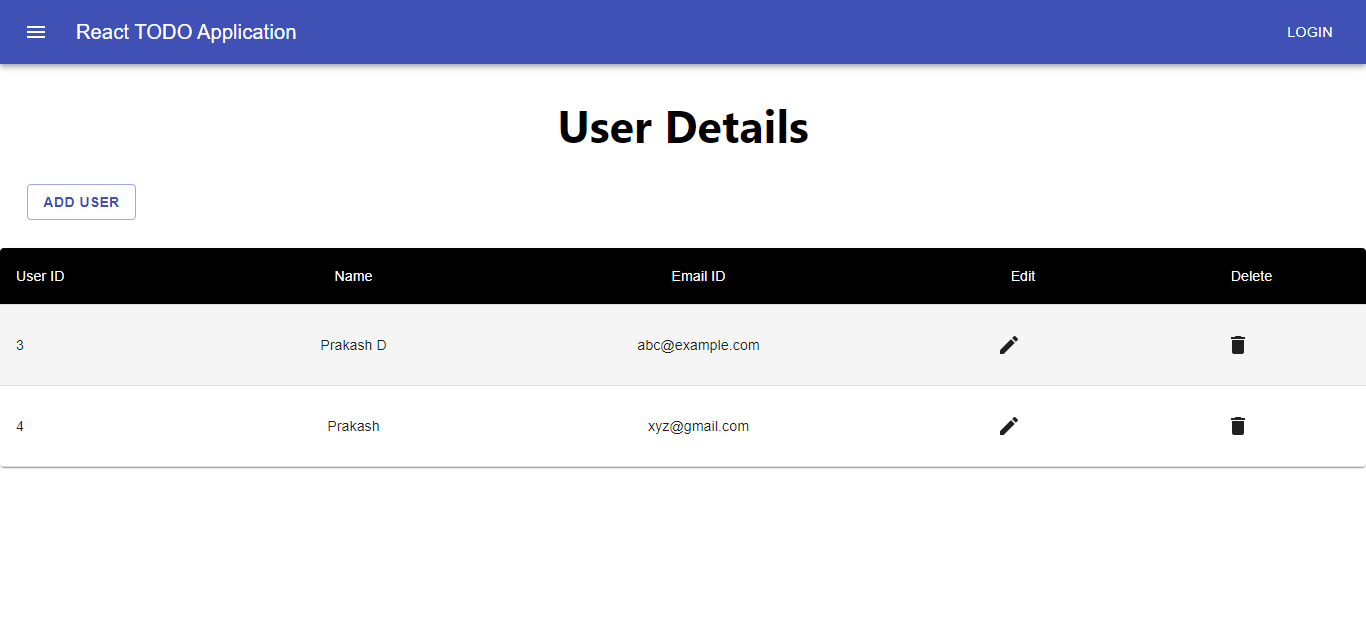 React TODO Application LOGIN
User Details
ADD USER
User ID Name Email ID Edit Delete
3 Prakash D abc@example.com
4 Prakash xyz@gmail.com